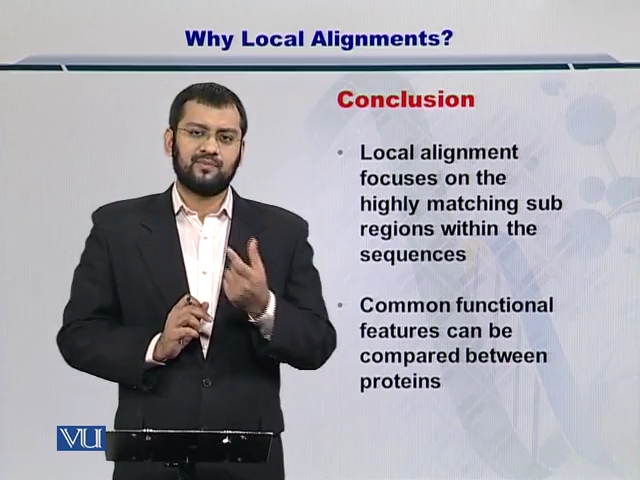 Why Local Alignments?
Conclusion
• Local alignment
focuses on the
highly matching sub
regions within the
sequences
• Common functional
features can be
compared between
proteins
VU